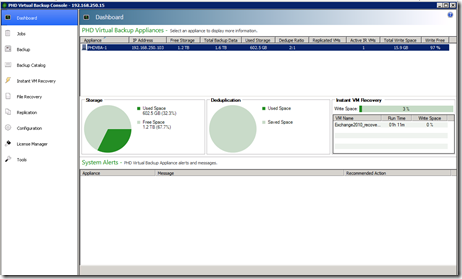 PHD Virtual Backup Console - 192.168.250.15
Dashboard
Jobs
Backup
Backup Catalog
Instant VM Recovery
File Recovery
Replication
Configuration
License Manager
Tools
Dashboard
PHD Virtual Backup Appliances - Select an appliance to display more information.
Appliance IP Address Free Storage Total Backup Data Used Storage Dedupe Ratio Replicated VMs Active IR VMs Total Write Space Write Free
PHDVBA-1 192.168.250.103 1.2 TB 1.6 TB 602.5 GB 2:1 1 15.9 GB 97 %
Storage
Used Space
602.5 GB (32.3%)
Free Space
1.2 TB (67.7%)
Deduplication
Used Space
Saved Space
Instant VM Recovery
Write Space 3 %
VM Name Run Time Write Space
Exchange2010_recove... 01h 11m 0 %
System Alerts - PHD Virtual Backup Appliance alerts and messages.
Appliance Message Recommended Action